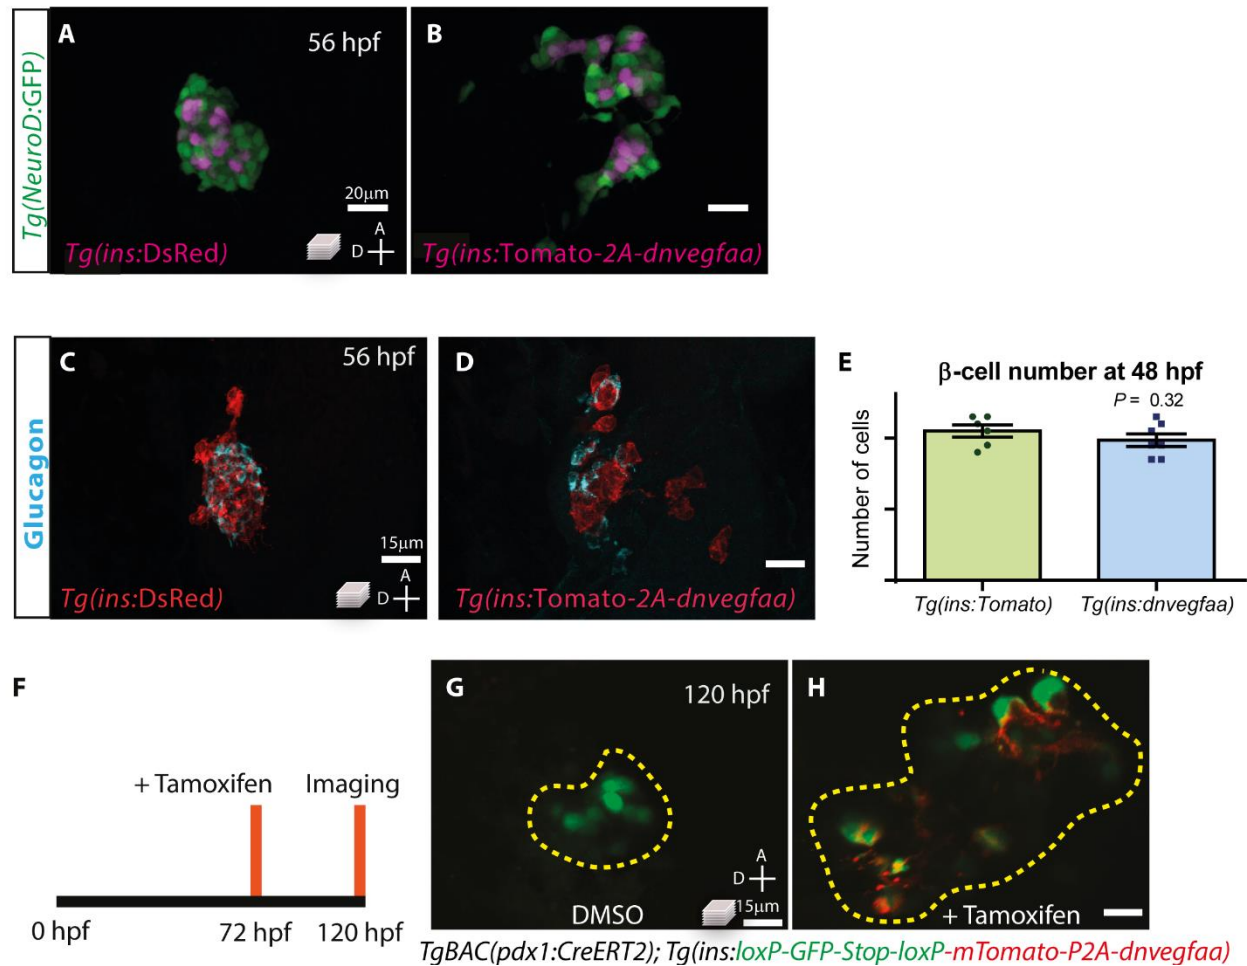 Tg(NeuroD:GFP)
A
56 hpf
20µm
A
D
Tg(ins:DsRed)
B
Tg(ins:Tomato-2A-dnvegfaa)
Glucagon
C
56 hpf
15µm
A
D
Tg(ins:DsRed)
D
Tg(ins:Tomato-2A-dnvegfaa)
E
β-cell number at 48 hpf
P = 0.32
Number of cells
Tg(ins:Tomato)
Tg(ins:dnvegfaa)
F
+ Tamoxifen
Imaging
0 hpf
72 hpf
120 hpf
G
120 hpf
A
D
15µm
DMSO
H
+ Tamoxifen
TgBAC(pdx1:CreERT2); Tg(ins:loxP-GFP-Stop-loxP-mTomato-P2A-dnvegfaa)